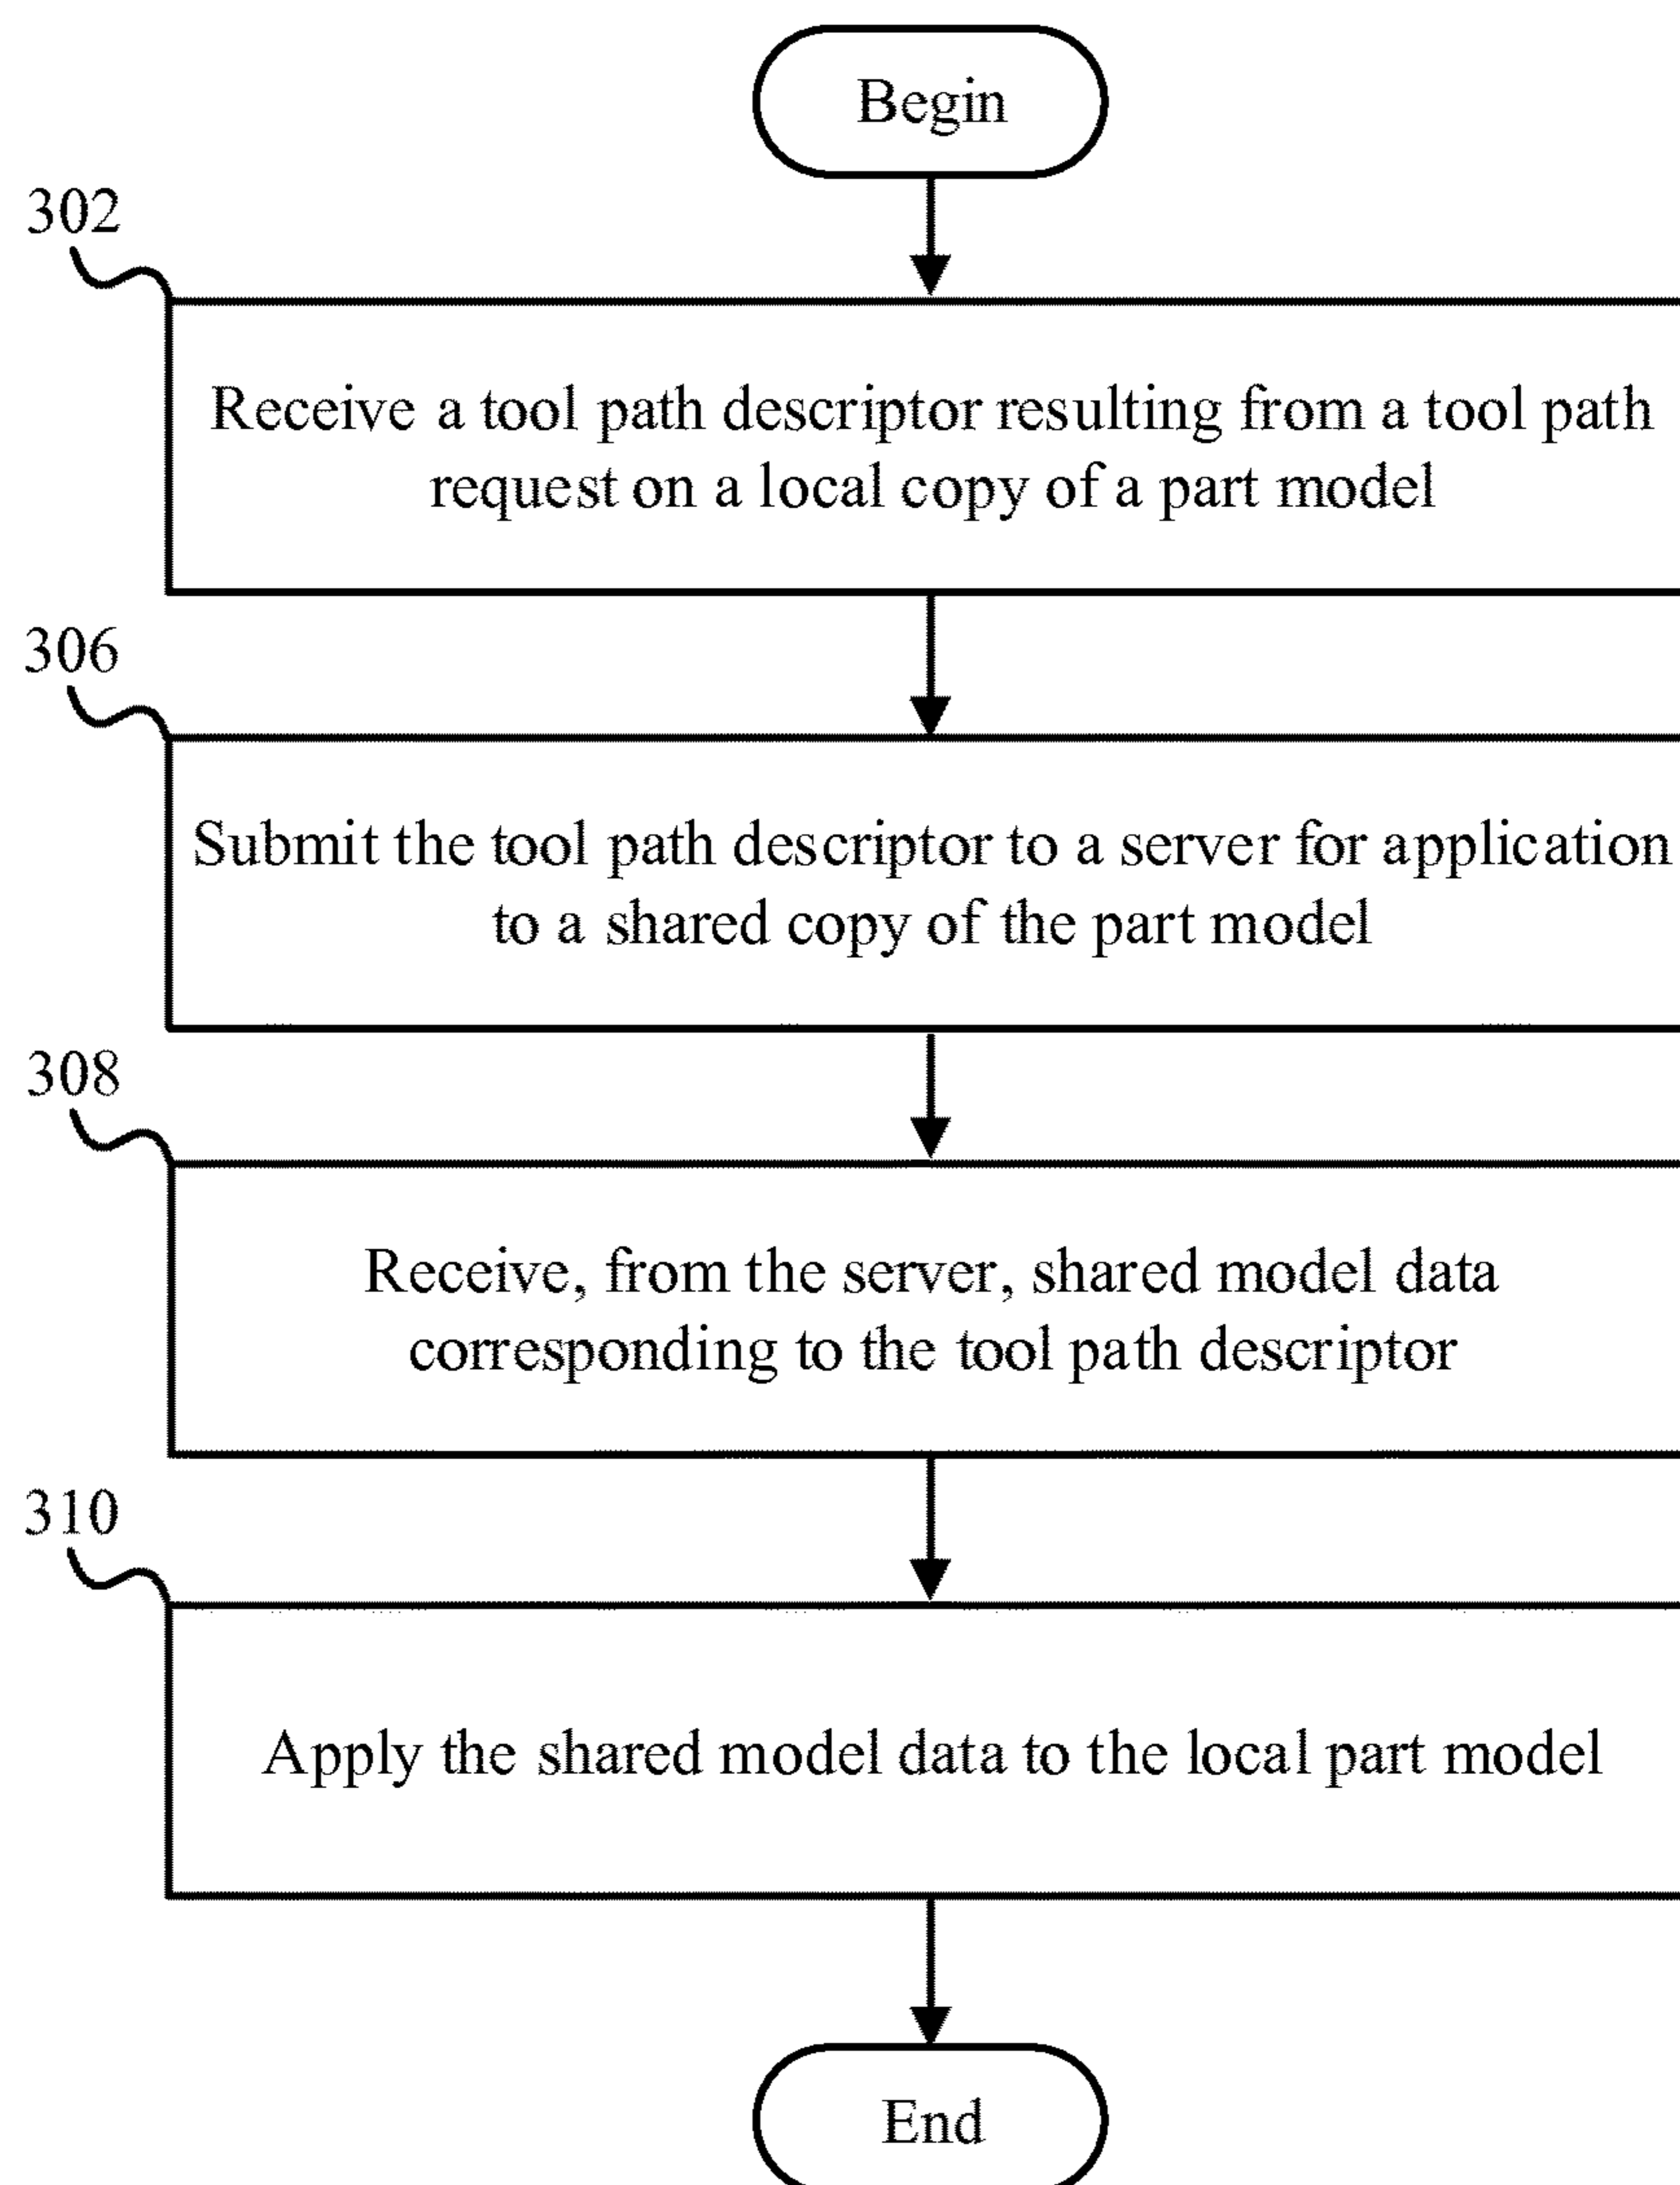 Begin
302
Receive a tool path descriptor resulting from a tool path
request on a local copy of a part model
306
Submit the tool path descriptor to a server for application
to a shared copy of the part model
308
Receive, from the server, shared model data
corresponding to the tool path descriptor
310
Apply the shared model data to the local part model
End